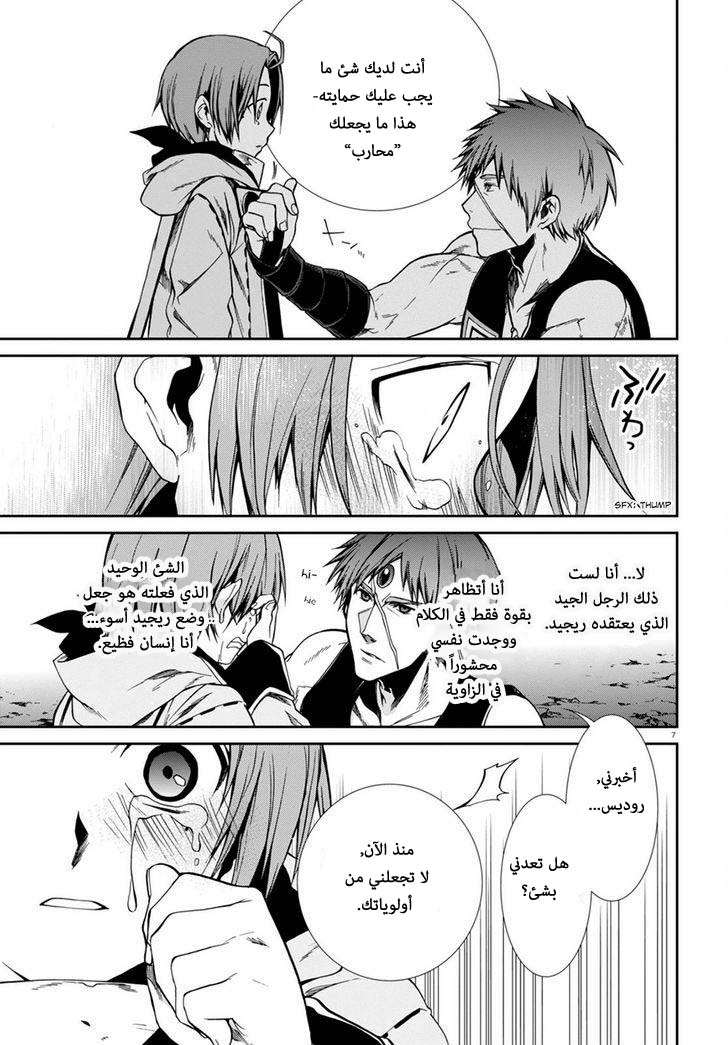 أنت لديك شئ ما
يجب عليك حمايته-
هذا ما يجعلك
”محارب“
SFX: THUMP
لا... أنا لست
ذلك الرجل الجيد
الذي يعتقده ريجيد.
أنا أتظاهر
بقوة فقط في الكلام
ووجدت نفسي
محشوراً
في الزاوية
hi-
الشئ الوحيد
الذي فعلته هو جعل
وضع ريجيد أسوء...
أنا إنسان فظيع.
7
أخبرني,
روديس...
هل تعدني
بشئ؟
منذ الآن,
لا تجعلني من
أولوياتك.